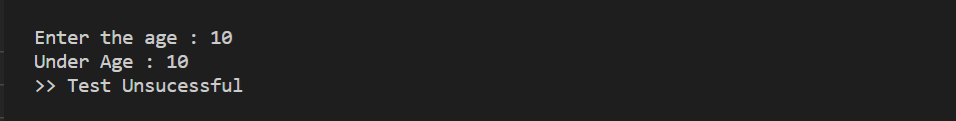 Enter the age : 10
Under Age : 10
>> Test Unsucessful